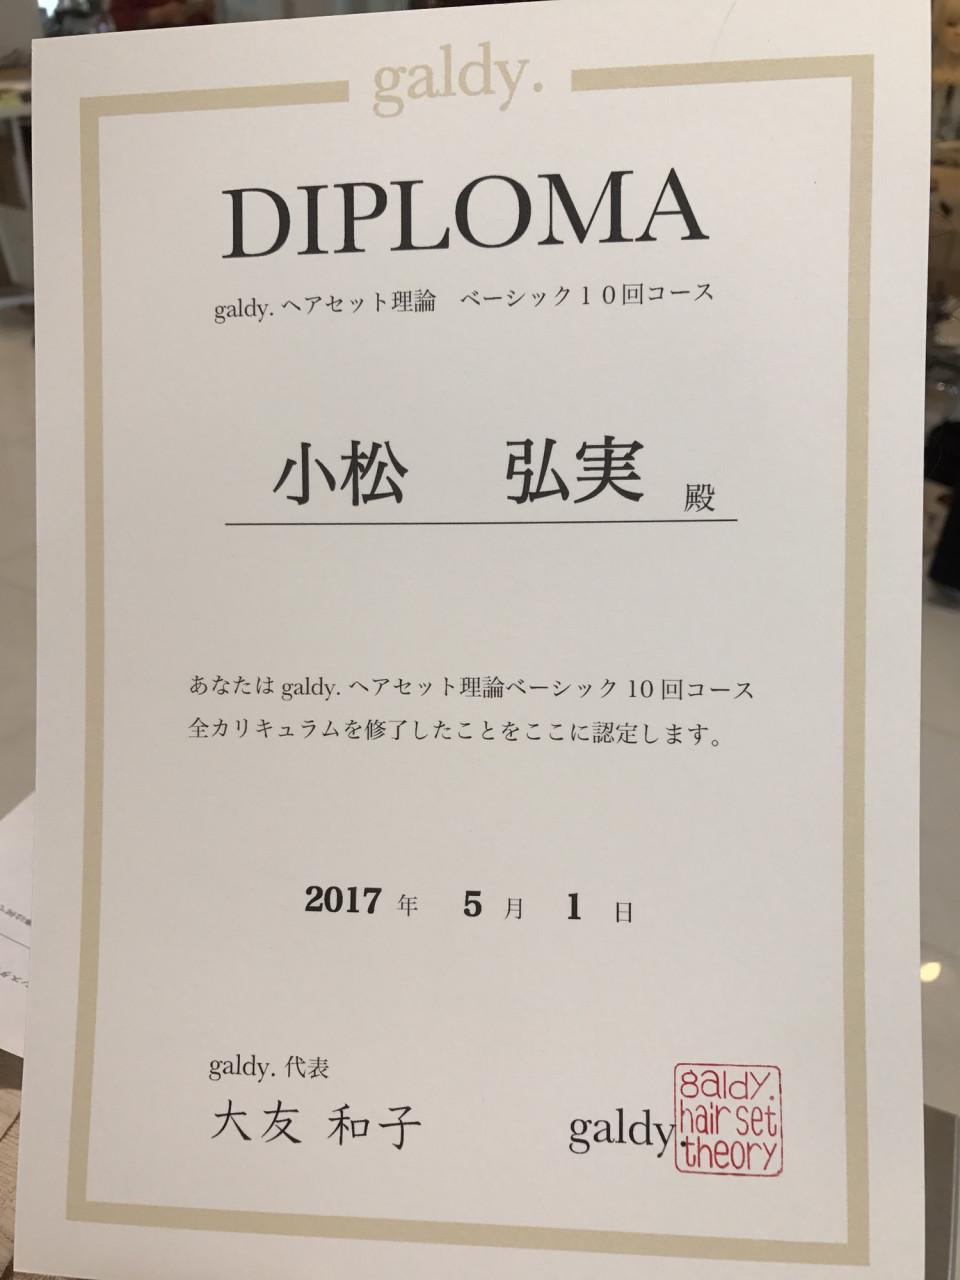 galdy.
DIPLOMA
galdy. ヘアセット理論　ベーシック１０回コース
小松　弘実 殿
あなたは galdy. ヘアセット理論ベーシック 10 回コース
全カリキュラムを修了したことをここに認定します。
2017 年 5 月 1 日
galdy. 代表
大友 和子
galdy.
galdy.
hair set
theory